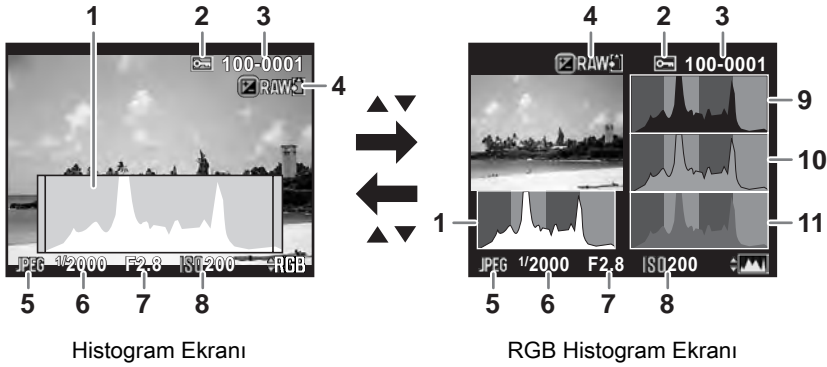 1 2 3
100-0001
RAW
4
JPEG 1/2000 F2.8 ISO200 RGB
5 6 7 8
Histogram Ekranı
4 2 3
RAW 100-0001
9
10
1
11
JPEG 1/2000 F2.8 ISO200
5 6 7 8
RGB Histogram Ekranı